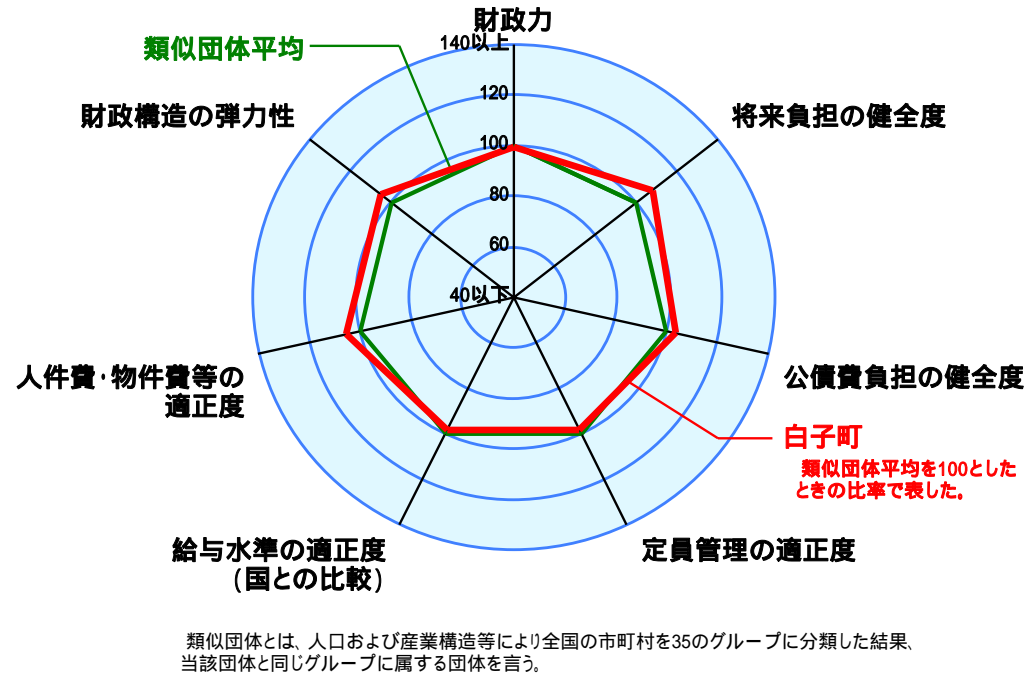 財政力
140以上
類似団体平均
120
財政構造の弾力性
将来負担の健全度
100
80
60
40以下
人件費・物件費等の
適正度
公債費負担の健全度
白子町
類似団体平均を100とした
ときの比率で表した。
給与水準の適正度
(国との比較)
定員管理の適正度
類似団体とは、人口および産業構造等により全国の市町村を35のグループに分類した結果、
当該団体と同じグループに属する団体を言う。